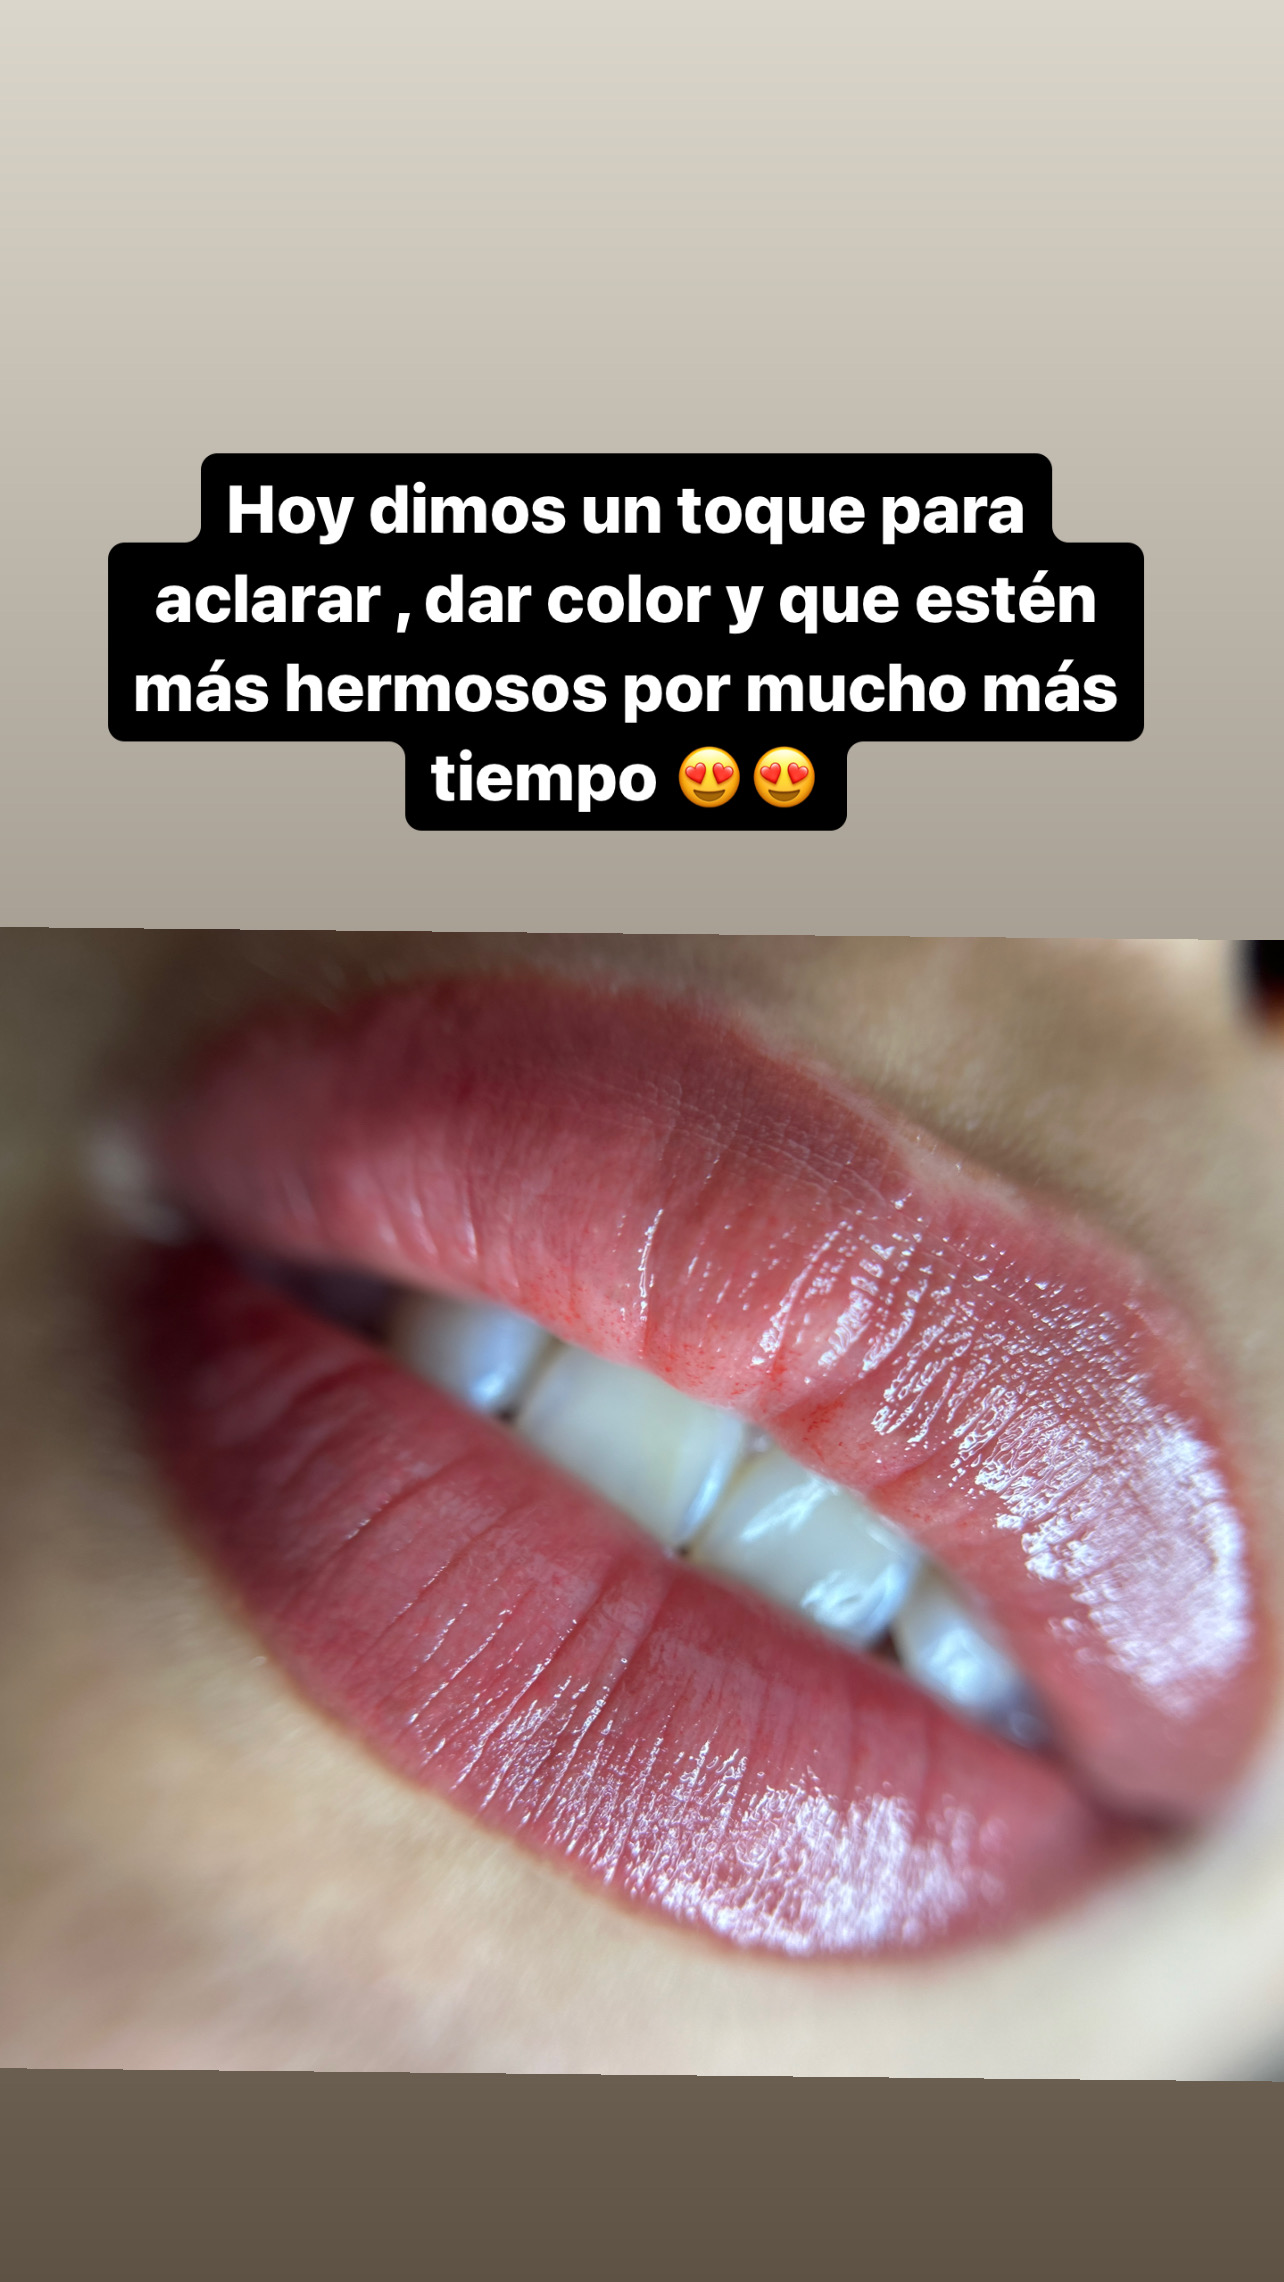 Hoy dimos un toque para
aclarar , dar color y que estén
más hermosos por mucho más
tiempo 😍😍